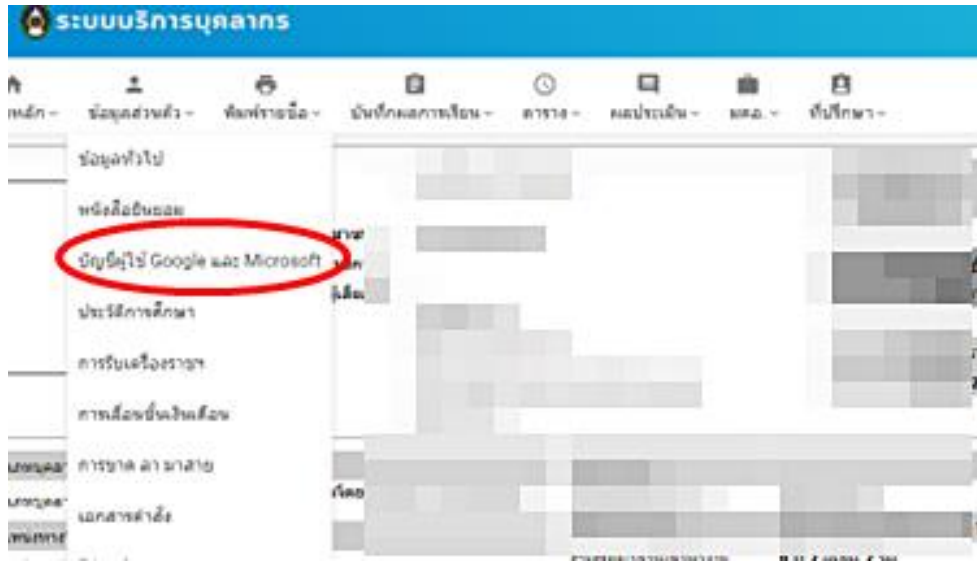 ระบบบริการบุคลากร
ข้อมูลส่วนตัว
พิมพ์รายชื่อ
บันทึกผลการเรียน
ตาราง
ผลประเมิน
มคอ.
ที่ปรึกษา
ข้อมูลทั่วไป
หนังสือยินยอม
บัญชีผู้ใช้ Google และ Microsoft
ประวัติการศึกษา
การรับเครื่องราชฯ
การเลื่อนขั้นเงินเดือน
การขาด ลา มาสาย
เอกสารคำสั่ง